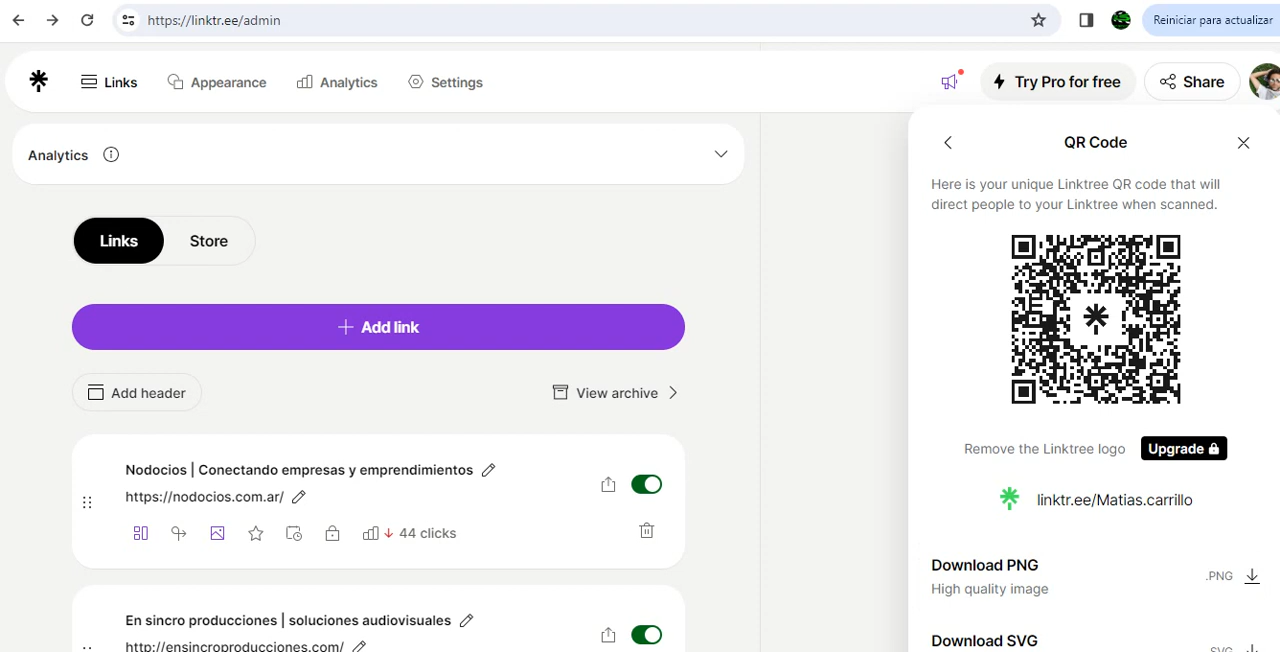 https://linktr.ee/admin
Reiniciar para actualizar
Links
Appearance
Analytics
Settings
Try Pro for free
Share
Analytics
Links
Store
Add link
Add header
View archive
Nodocios | Conectando empresas y emprendimientos
https://nodocios.com.ar/
44 clicks
En sincro producciones | soluciones audiovisuales
http://ensincroproducciones.com/
QR Code
Here is your unique Linktree QR code that will
direct people to your Linktree when scanned.
Remove the Linktree logo
Upgrade
linktr.ee/Matias.carrillo
Download PNG
.PNG
High quality image
Download SVG
.SVG